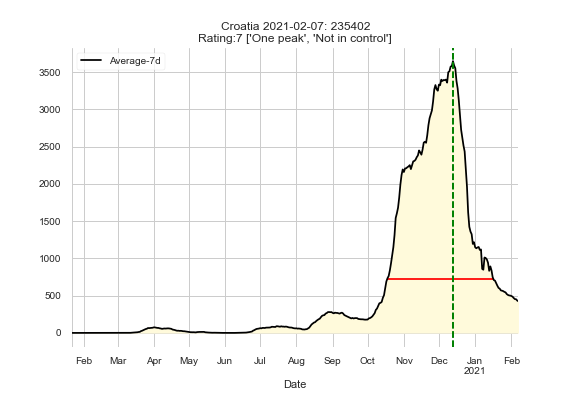 Croatia 2021-02-07: 235402
Rating:7 ['One peak', 'Not in control']
Average-7d
3500
3000
2500
2000
1500
1000
500
0
Feb Mar Apr May Jun Jul Aug Sep Oct Nov Dec Jan Feb
2021
Date